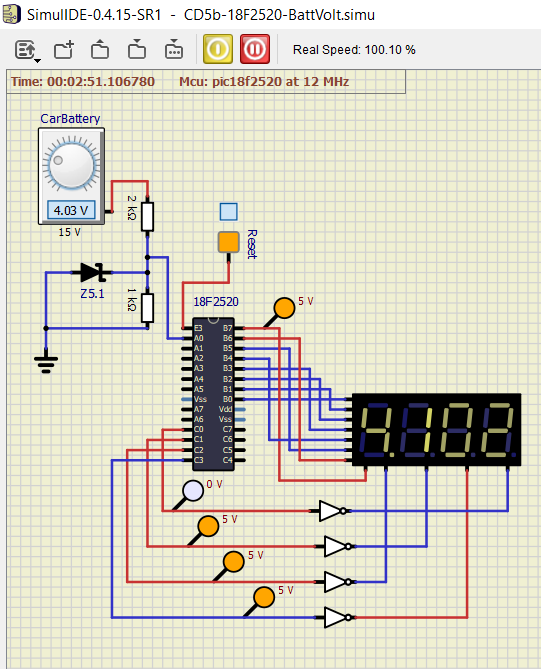 SimulIDE-0.4.15-SR1 - CD5b-18F2520-BattVolt.simu
Real Speed: 100.10 %
Time: 00:02:51.106780 Mcu: pic18f2520 at 12 MHz
CarBattery
4.03 V
15 V
2 kΩ
Reset
Z5.1
1 kΩ
18F2520
5 V
E3 B7
A0 B6
A1 B5
A2 B4
A3 B3
A4 B2
A5 B1
Vss B0
A7 Vdd
A6 Vss
C0 C7
C1 C6
C2 C5
C3 C4
0 V
5 V
5 V
5 V